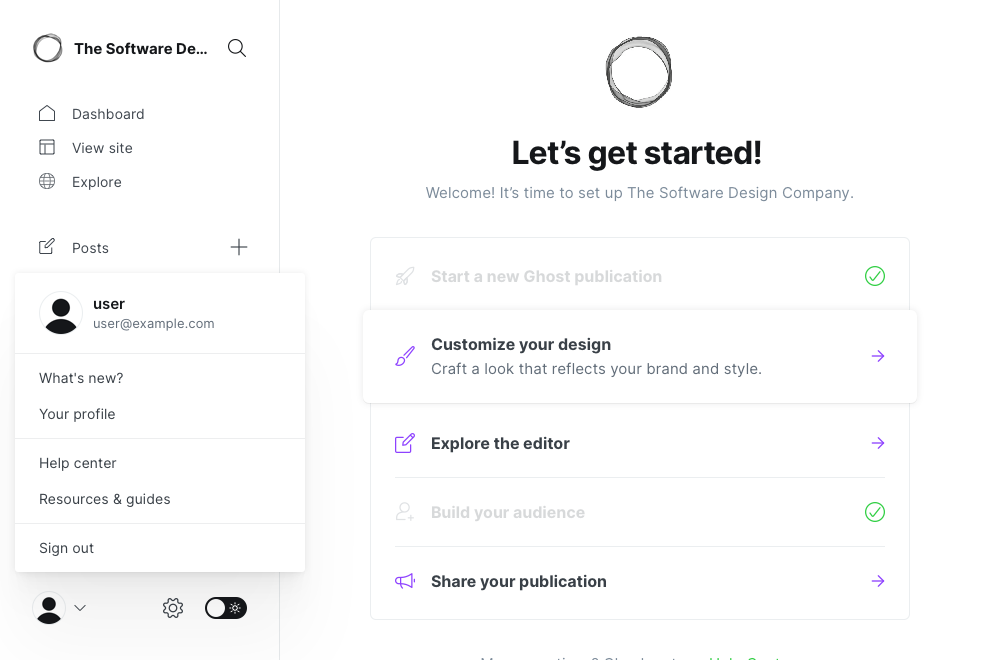 The Software De...
Dashboard
View site
Explore
Posts
user
user@example.com
What's new?
Your profile
Help center
Resources & guides
Sign out
Let's get started!
Welcome! It's time to set up The Software Design Company.
Start a new Ghost publication
Customize your design
Craft a look that reflects your brand and style.
Explore the editor
Build your audience
Share your publication